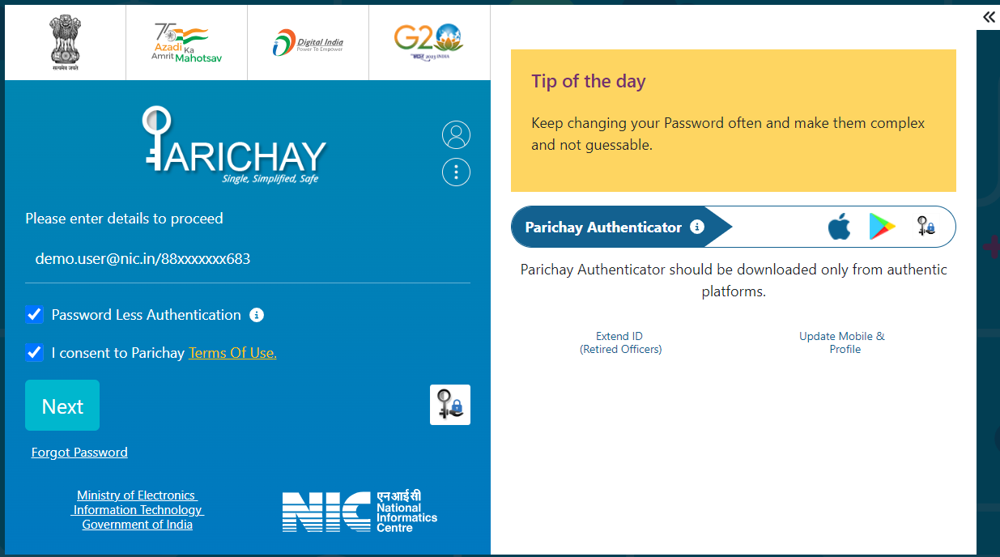 सत्यमेव जयते
75
Azadi Ka
Amrit Mahotsav
Digital India
Power To Empower
G20
भारत 2023 INDIA
PARICHAY
Single, Simplified, Safe
Please enter details to proceed
demo.user@nic.in/88xxxxxxx683
Password Less Authentication
I consent to Parichay Terms Of Use.
Next
Forgot Password
Ministry of Electronics
Information Technology
Government of India
NIC
एनआईसी
National
Informatics
Centre
Tip of the day
Keep changing your Password often and make them complex
and not guessable.
Parichay Authenticator
Parichay Authenticator should be downloaded only from authentic
platforms.
Extend ID
(Retired Officers)
Update Mobile &
Profile